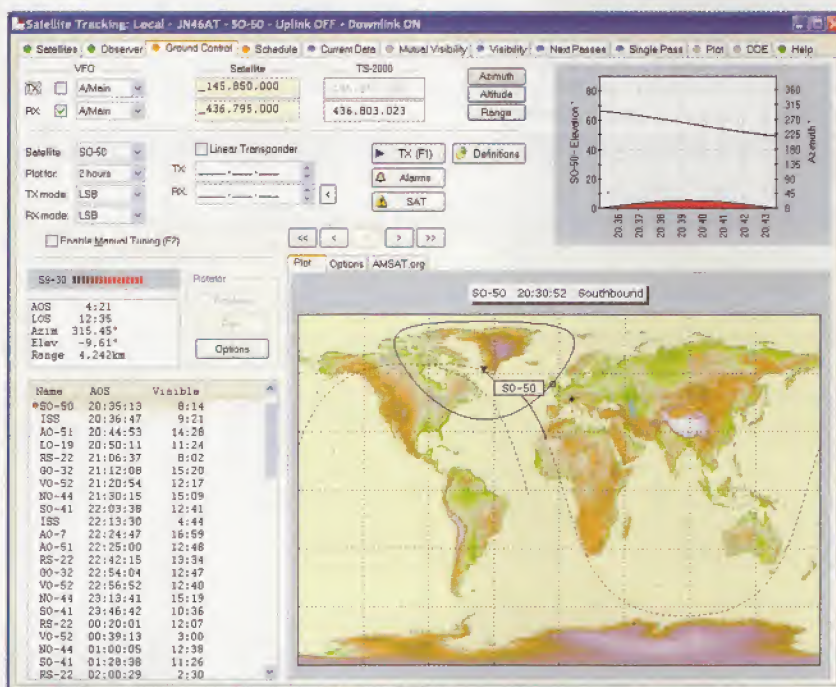 Satellite Tracking: Local - JN46AT - SO-50 - Uplink OFF - Downlink ON
Satellites Observer Ground Control Schedule Current Data Mutual Visibility Visibility Next Passes Single Pass Plot DDE Help
VFO Satellite TS-2000
TX: A/Main _145.850.000
RX: A/Main _436.795.000 436.803.023
Azimuth
Altitude
Range
Satellite SO-50 Linear Transponder
Plot for: 2 hours TX:
TX mode: LSB RX:
RX mode: LSB
TX (F1) Definitions
Alarms
SAT
<
Enable Manual Tuning (F2)
<< < > >>
SO-50 - Elevation °
80
60
40
20
0
Azimuth °
360
315
270
225
180
135
90
45
0
20:36 20:37 20:38 20:39 20:40 20:41 20:42 20:43
S9-30
Rotator
Options
AOS 4:21
LOS 12:35
Azim 315.45°
Elev -9.61°
Range 4.242km
Plot Options AMSAT.org
SO-50 20:30:52 Southbound
SO-50
Name AOS Visible
SO-50 20:35:13 8:14
ISS 20:36:47 9:21
AO-51 20:44:53 14:28
LO-19 20:50:11 11:24
RS-22 21:06:37 8:02
GO-32 21:12:08 15:20
VO-52 21:20:54 12:17
NO-44 21:30:15 15:09
SO-41 22:03:38 12:41
ISS 22:13:30 4:44
AO-7 22:24:47 16:59
AO-51 22:25:00 12:48
RS-22 22:42:15 13:34
GO-32 22:54:04 12:47
VO-52 22:56:52 12:40
NO-44 23:13:41 15:19
SO-41 23:46:42 10:36
RS-22 00:20:01 12:07
VO-52 00:39:13 3:00
NO-44 01:00:05 12:38
SO-41 01:28:38 11:26
RS-22 02:00:29 2:30